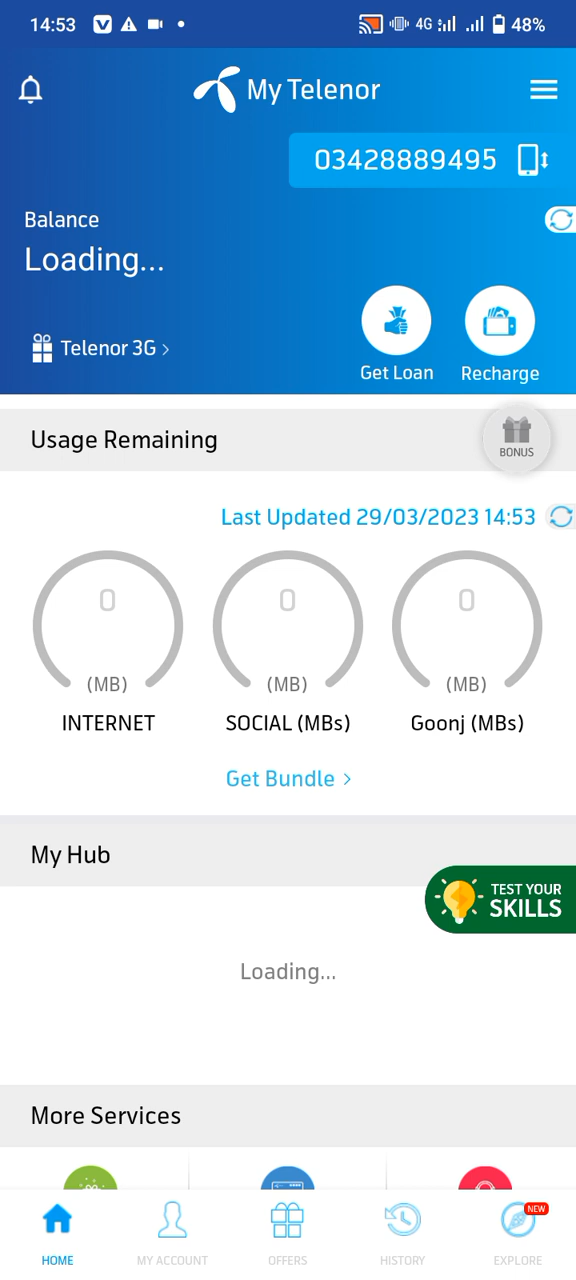 14:53
4G
48%
My Telenor
03428889495
Balance
Loading...
Telenor 3G
Get Loan
Recharge
Usage Remaining
BONUS
Last Updated 29/03/2023 14:53
0
0
0
(MB)
(MB)
(MB)
INTERNET
SOCIAL (MBs)
Goonj (MBs)
Get Bundle
My Hub
TEST YOUR
SKILLS
Loading...
More Services
NEW
HOME
MY ACCOUNT
OFFERS
HISTORY
EXPLORE